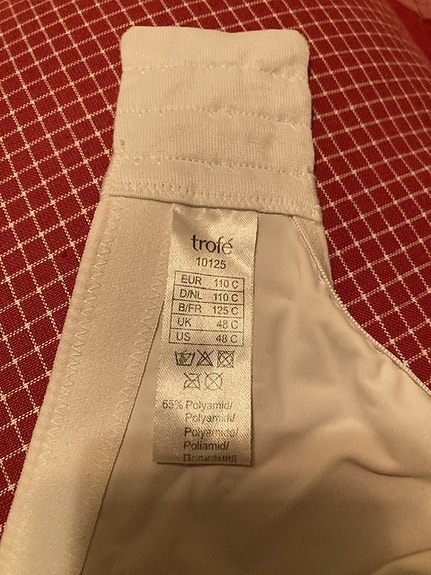 trofé
10125
EUR 110 C
D/NL 110 C
B/FR 125 C
UK 48 C
US 48 C
65% Polyamid/
Polyamid/
Polyamide/
Poliamid/
Полиамид